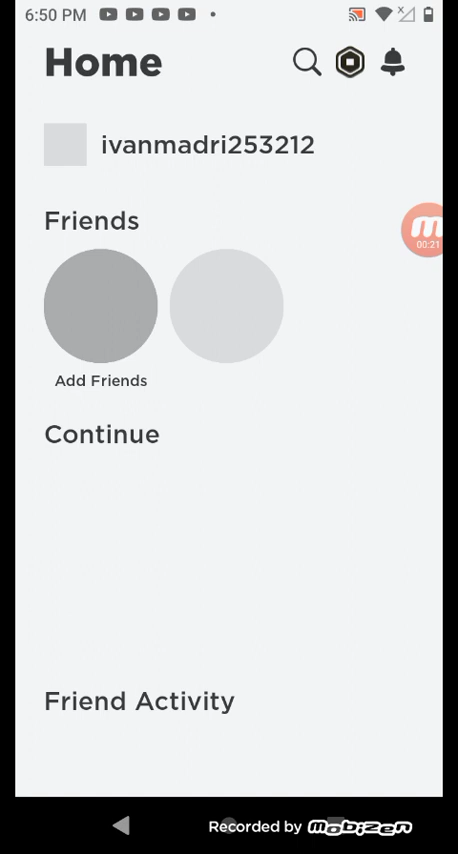 6:50 PM
Home
ivanmadri253212
Friends
00:21
Add Friends
Continue
Friend Activity
Recorded by mobizen